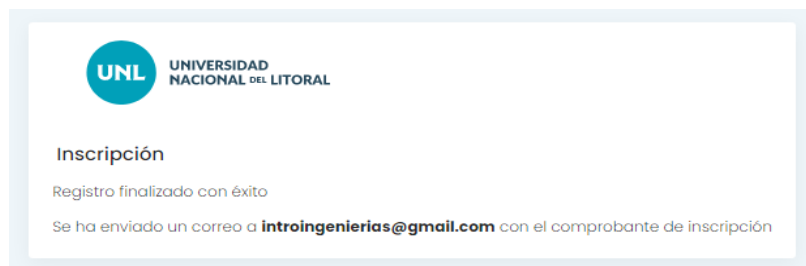 UNL
UNIVERSIDAD
NACIONAL DEL LITORAL
Inscripción
Registro finalizado con éxito
Se ha enviado un correo a introingenierias@gmail.com con el comprobante de inscripción